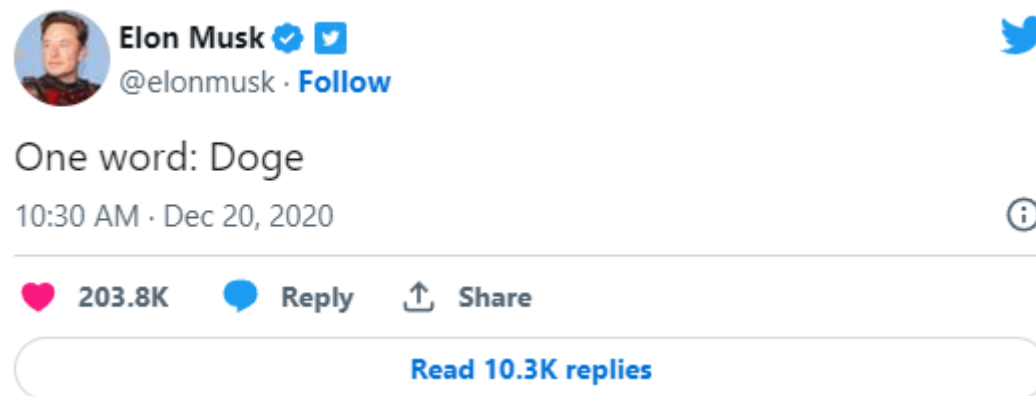 Elon Musk
@elonmusk · Follow
One word: Doge
10:30 AM · Dec 20, 2020
203.8K Reply Share
Read 10.3K replies